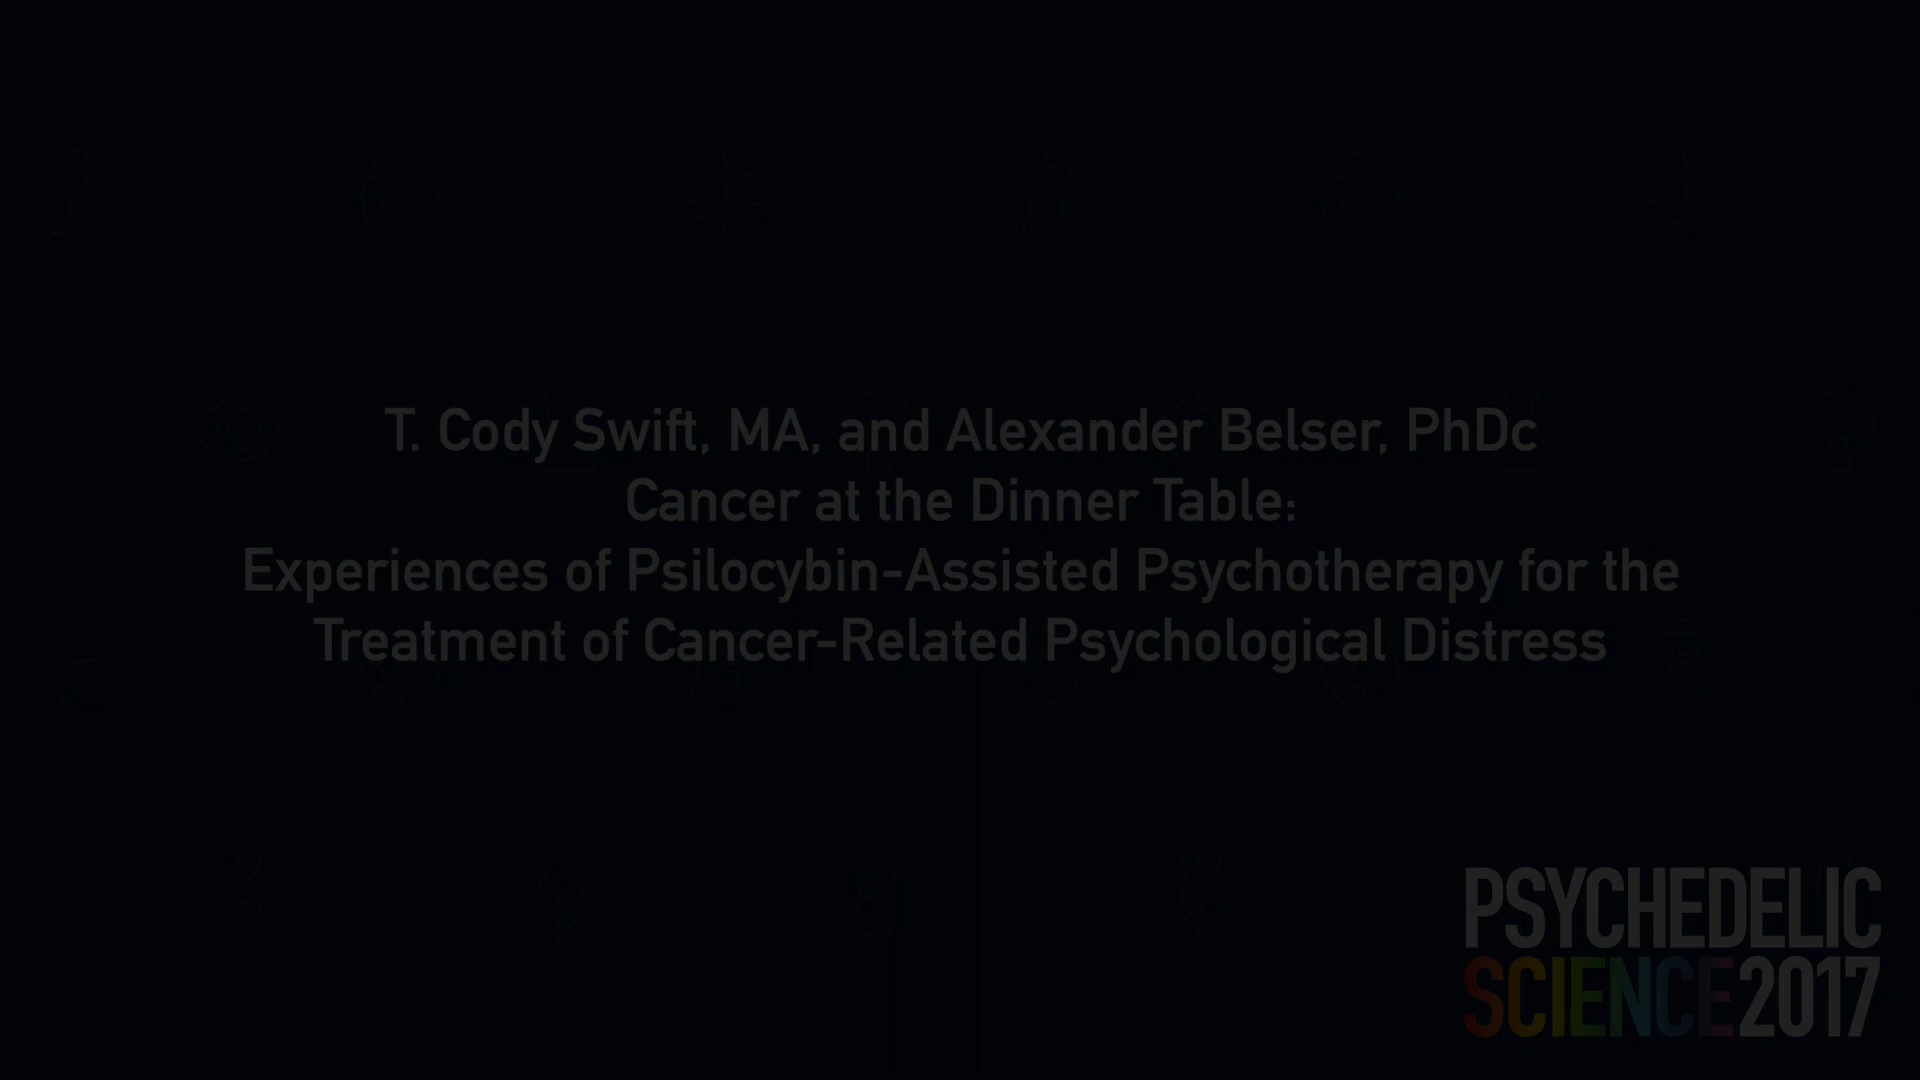 T. Cody Swift, MA, and Alexander Belser, PhDc
Cancer at the Dinner Table:
Experiences of Psilocybin-Assisted Psychotherapy for the
Treatment of Cancer-Related Psychological Distress
PSYCHEDELIC
SCIENCE2017